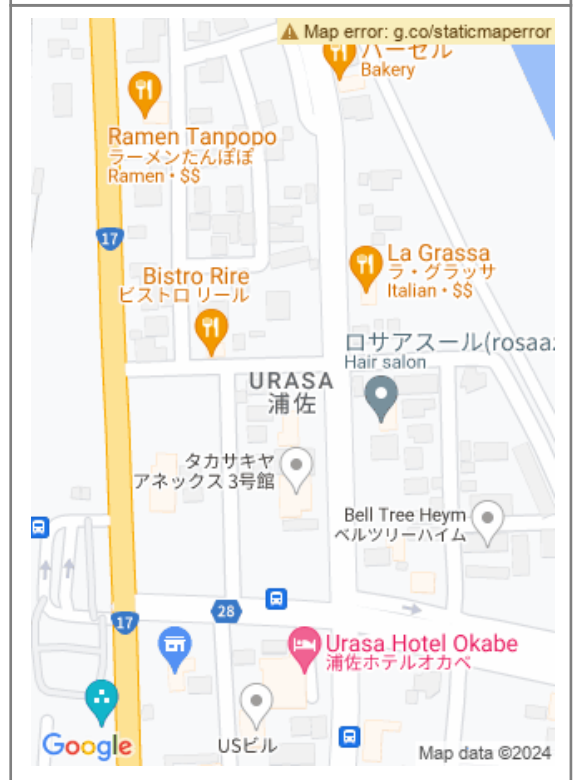 Map error: g.co/staticmaperror
パーセル
Bakery
Ramen Tanpopo
ラーメンたんぽぽ
Ramen • $$
17
La Grassa
ラ・グラッサ
Italian • $$
Bistro Rire
ビストロ リール
ロサアスール(rosaaz
Hair salon
URASA
浦佐
タカサキヤ
アネックス 3号館
Bell Tree Heym
ベルツリーハイム
28
17
Urasa Hotel Okabe
浦佐ホテルオカベ
USビル
Google
Map data ©2024